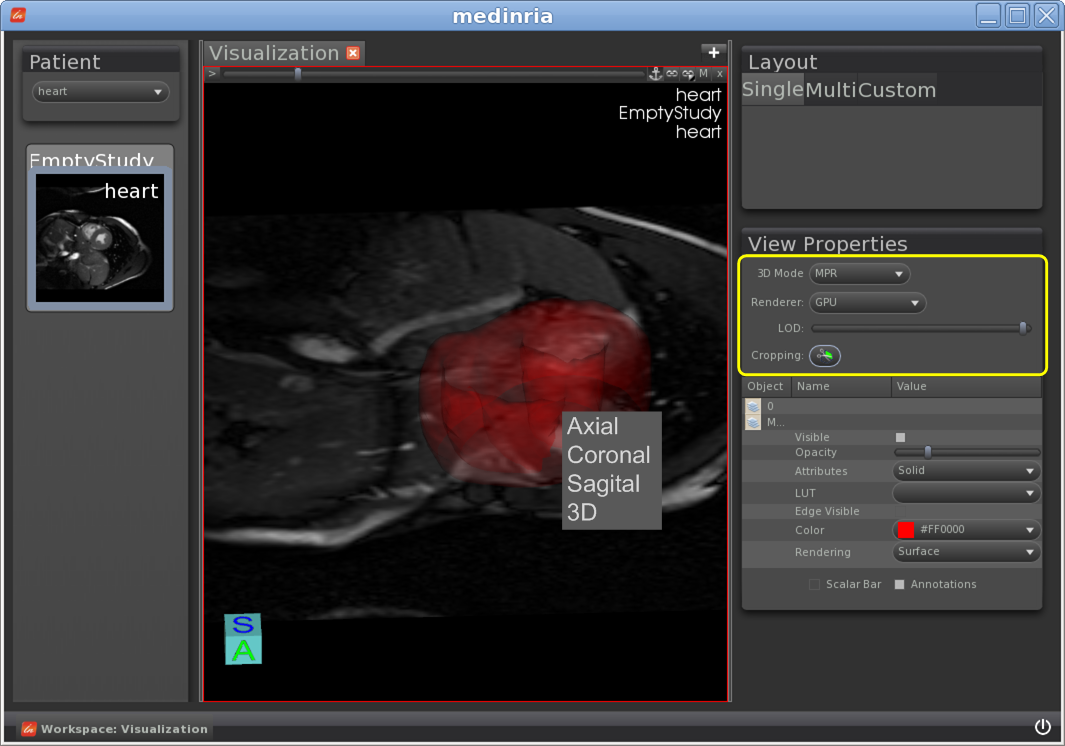 medinria
Patient
heart
EmptyStudy
heart
Visualization
+
> M x
heart
EmptyStudy
heart
Axial
Coronal
Sagital
3D
S
A
Layout
Single Multi Custom
View Properties
3D Mode MPR
Renderer: GPU
LOD:
Cropping:
Object Name Value
0
M...
Visible
Opacity
Attributes Solid
LUT
Edge Visible
Color #FF0000
Rendering Surface
Scalar Bar Annotations
Workspace: Visualization